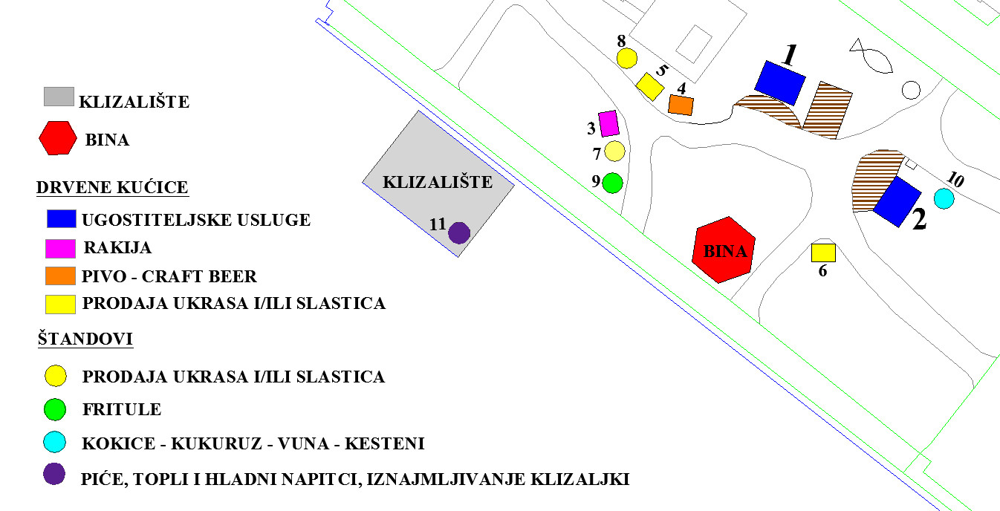 KLIZALIŠTE
BINA
DRVENE KUĆICE
UGOSTITELJSKE USLUGE
RAKIJA
PIVO - CRAFT BEER
PRODAJA UKRASA I/ILI SLASTICA
ŠTANDOVI
PRODAJA UKRASA I/ILI SLASTICA
FRITULE
KOKICE - KUKURUZ - VUNA - KESTENI
PIĆE, TOPLI I HLADNI NAPITCI, IZNAJMLJIVANJE KLIZALJKI
KLIZALIŠTE
11
8
5
4
1
3
7
9
10
2
BINA
6